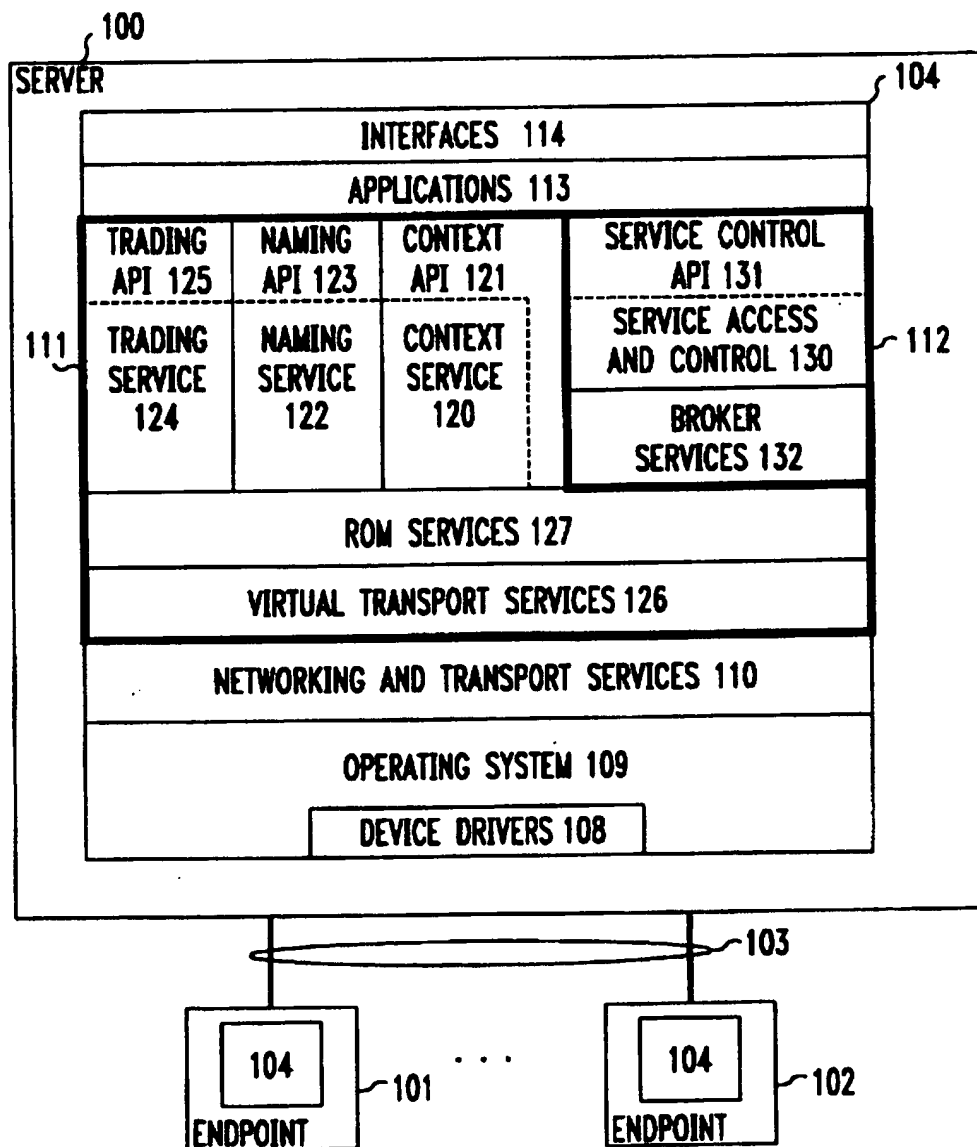 100
SERVER
104
INTERFACES 114
APPLICATIONS 113
TRADING
API 125
NAMING
API 123
CONTEXT
API 121
SERVICE CONTROL
API 131
111
TRADING
SERVICE
124
NAMING
SERVICE
122
CONTEXT
SERVICE
120
SERVICE ACCESS
AND CONTROL 130
112
BROKER
SERVICES 132
ROM SERVICES 127
VIRTUAL TRANSPORT SERVICES 126
NETWORKING AND TRANSPORT SERVICES 110
OPERATING SYSTEM 109
DEVICE DRIVERS 108
103
104
101
ENDPOINT
. . .
104
102
ENDPOINT